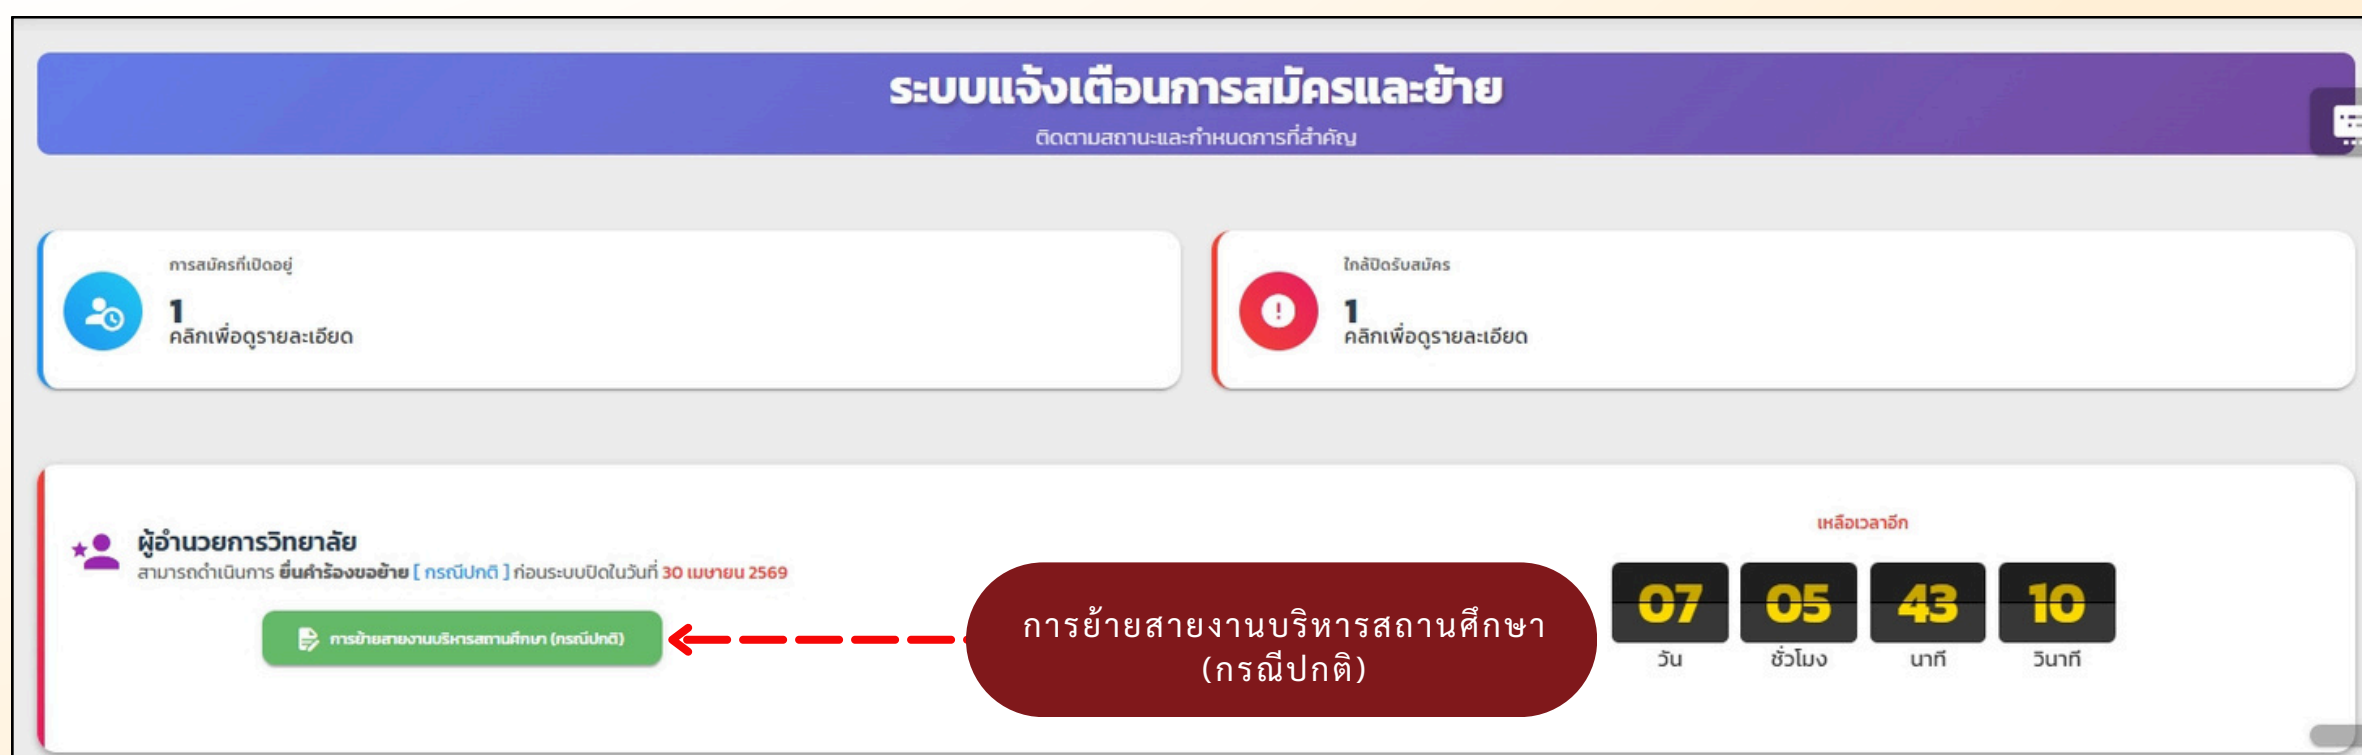 ระบบแจ้งเตือนการสมัครและย้าย
ติดตามสถานะและกำหนดการที่สำคัญ
การสมัครที่เปิดอยู่
1
คลิกเพื่อดูรายละเอียด
ใกล้ปิดรับสมัคร
1
คลิกเพื่อดูรายละเอียด
ผู้อำนวยการวิทยาลัย
สามารถดำเนินการ ยื่นคำร้องขอย้าย [ กรณีปกติ ] ก่อนระบบปิดในวันที่ 30 เมษายน 2569
การย้ายสายงานบริหารสถานศึกษา (กรณีปกติ)
การย้ายสายงานบริหารสถานศึกษา
(กรณีปกติ)
เหลือเวลาอีก
07 05 43 10
วัน ชั่วโมง นาที วินาที